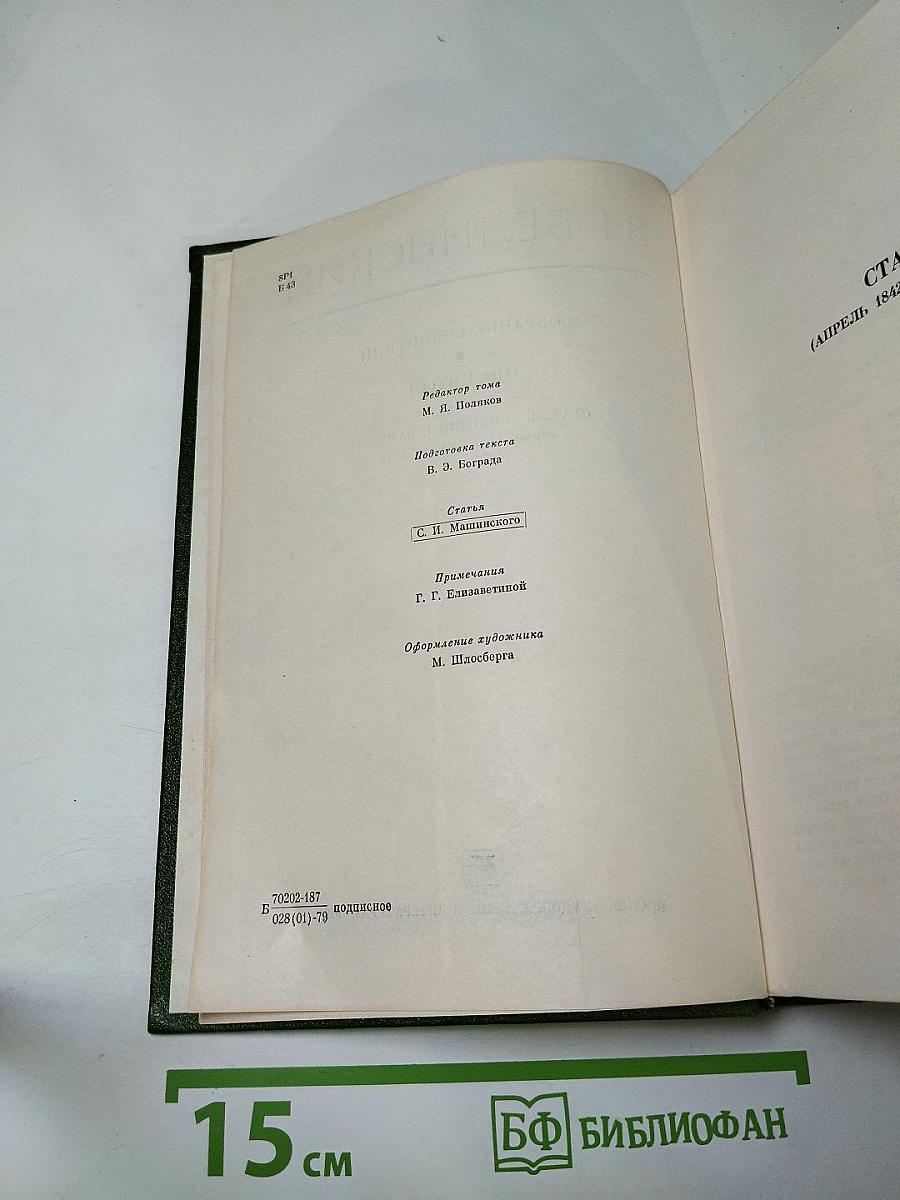 8Р1
Б 43
Редактор тома
М. Я. Поляков
Подготовка текста
В. Э. Бограда
Статья
С. И. Машинского
Примечания
Г. Г. Елизаветиной
Оформление художника
М. Шлосберга
Б 70202-187 подписное
028(01)-79
СТА
(АПРЕЛЬ 1842
15 см
БФ БИБЛИОФАН